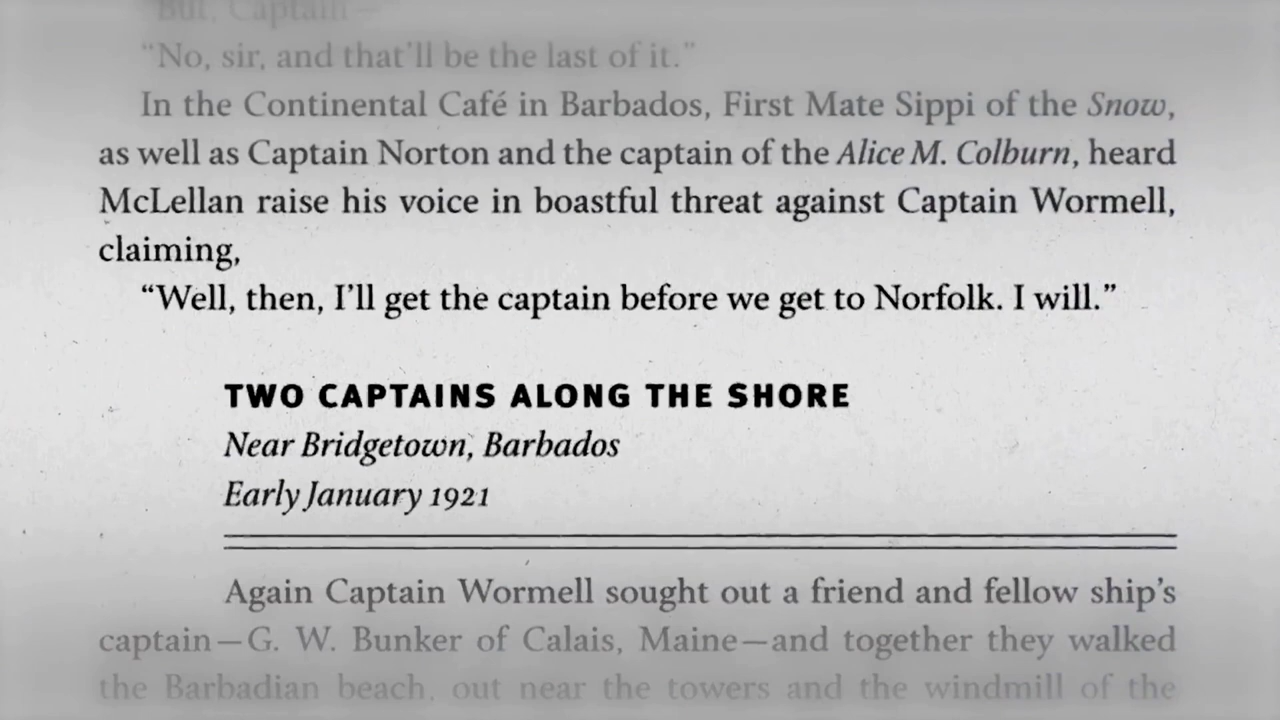 But, Captain—
"No, sir, and that'll be the last of it."
In the Continental Café in Barbados, First Mate Sippi of the Snow,
as well as Captain Norton and the captain of the Alice M. Colburn, heard
McLellan raise his voice in boastful threat against Captain Wormell,
claiming,
"Well, then, I'll get the captain before we get to Norfolk. I will."
TWO CAPTAINS ALONG THE SHORE
Near Bridgetown, Barbados
Early January 1921
Again Captain Wormell sought out a friend and fellow ship's
captain—G. W. Bunker of Calais, Maine—and together they walked
the Barbadian beach, out near the towers and the windmill of the